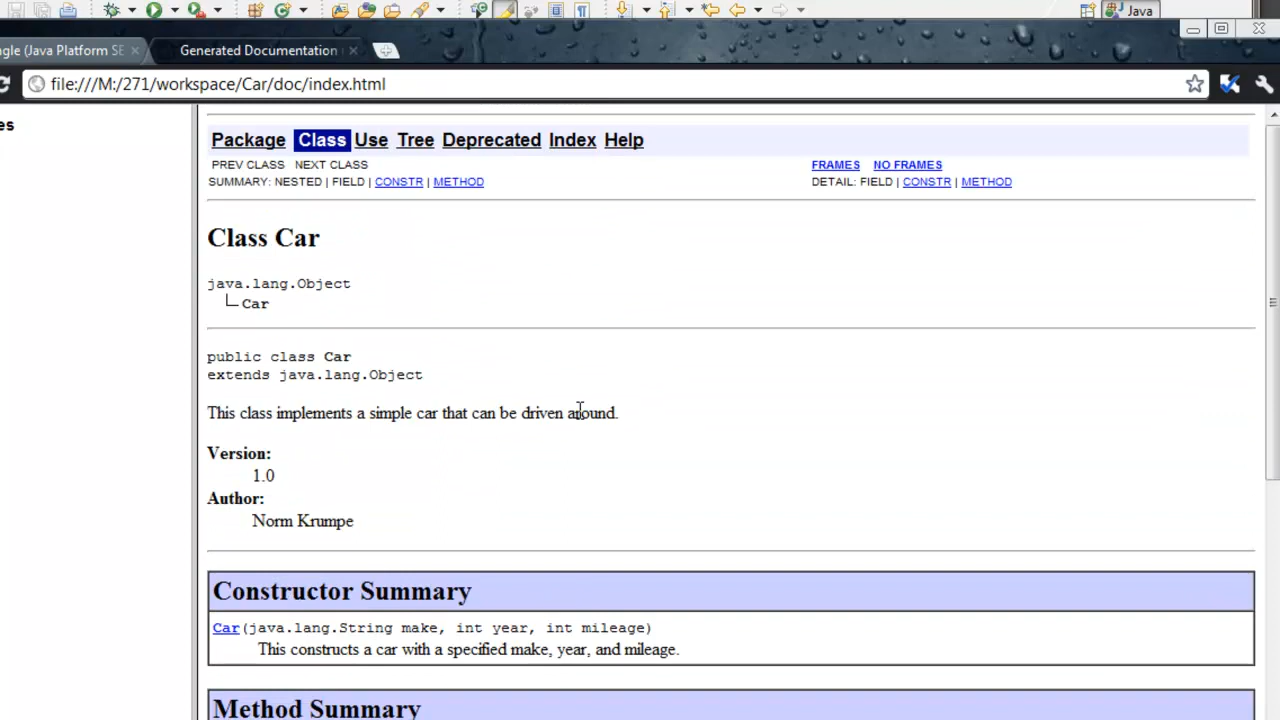 Java
ngle (Java Platform SE
Generated Documentation
file:///M:/271/workspace/Car/doc/index.html
es
Package Class Use Tree Deprecated Index Help
PREV CLASS NEXT CLASS
FRAMES NO FRAMES
SUMMARY: NESTED | FIELD | CONSTR | METHOD
DETAIL: FIELD | CONSTR | METHOD
Class Car
java.lang.Object
Car
public class Car
extends java.lang.Object
This class implements a simple car that can be driven around.
Version:
1.0
Author:
Norm Krumpe
Constructor Summary
Car(java.lang.String make, int year, int mileage)
This constructs a car with a specified make, year, and mileage.
Method Summary